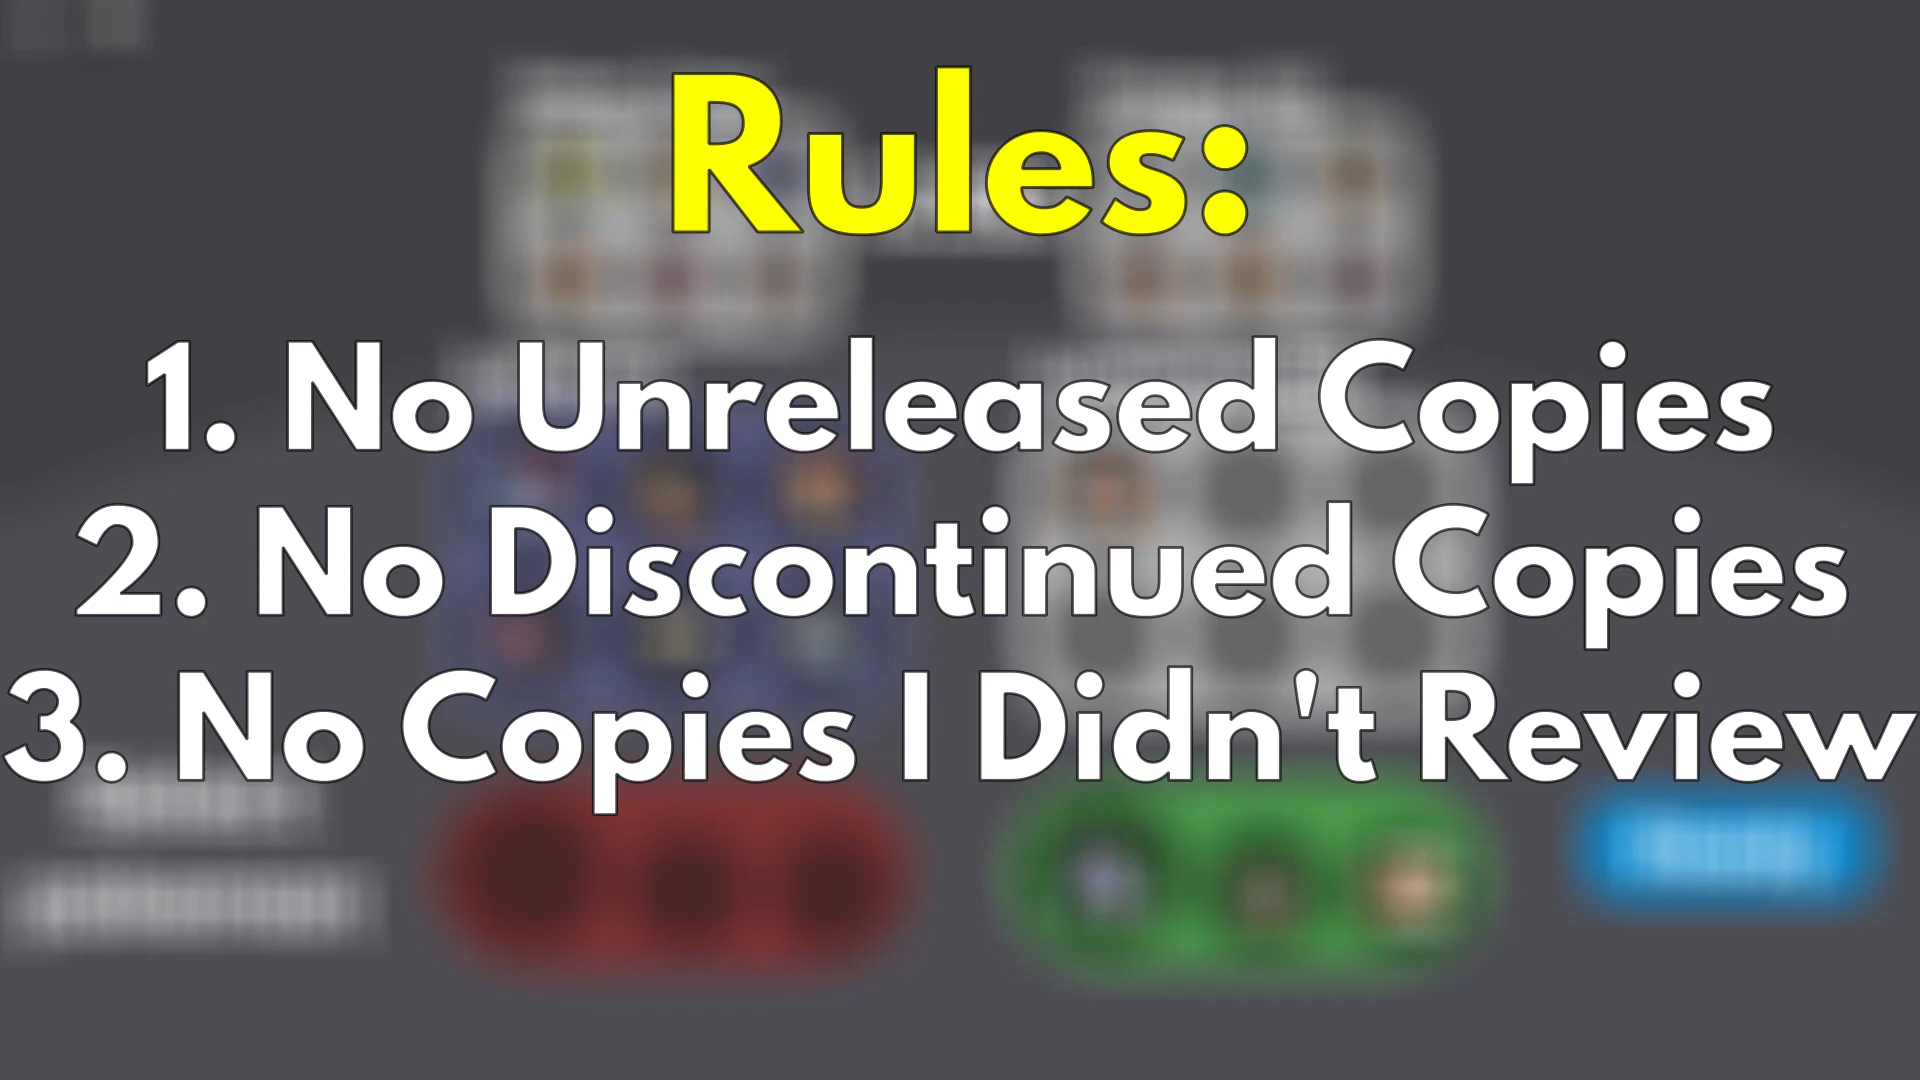 Rules:
1. No Unreleased Copies
2. No Discontinued Copies
3. No Copies I Didn't Review